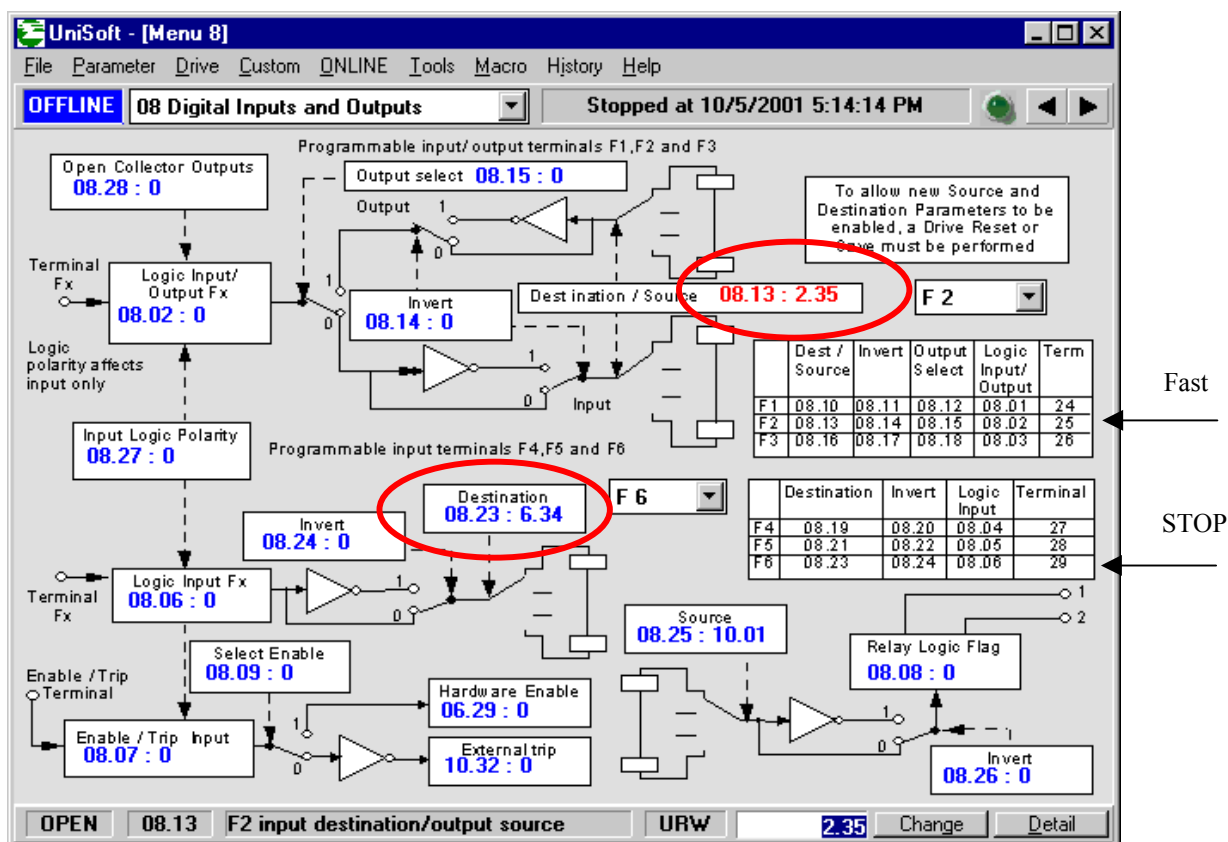 UniSoft - [Menu 8]
File Parameter Drive Custom ONLINE Tools Macro History Help
OFFLINE 08 Digital Inputs and Outputs Stopped at 10/5/2001 5:14:14 PM
Programmable input/ output terminals F1,F2 and F3
Open Collector Outputs
08.28 : 0
Output select 08.15 : 0
Output 1
0
To allow new Source and
Destination Parameters to be
enabled, a Drive Reset or
Save must be performed
Terminal
Fx
Logic Input/
Output Fx
08.02 : 0
1
0
Invert
08.14 : 0
Destination / Source 08.13 : 2.35
F 2
Logic
polarity affects
input only
1
0 Input
Dest / Source Invert Output Select Logic Input/ Output Term
F1 08.10 08.11 08.12 08.01 24
F2 08.13 08.14 08.15 08.02 25
F3 08.16 08.17 08.18 08.03 26
Fast
Input Logic Polarity
08.27 : 0
Programmable input terminals F4,F5 and F6
Destination
08.23 : 6.34
F 6
Invert
08.24 : 0
Destination Invert Logic Input Terminal
F4 08.19 08.20 08.04 27
F5 08.21 08.22 08.05 28
F6 08.23 08.24 08.06 29
STOP
Terminal
Fx
Logic Input Fx
08.06 : 0
1
0
Source
08.25 : 10.01
1
2
Relay Logic Flag
08.08 : 0
Select Enable
08.09 : 0
Enable / Trip
Terminal
Enable / Trip Input
08.07 : 0
1
0
Hardware Enable
06.29 : 0
External trip
10.32 : 0
1
0
Invert
08.26 : 0
OPEN 08.13 F2 input destination/output source URW 2.35 Change Detail